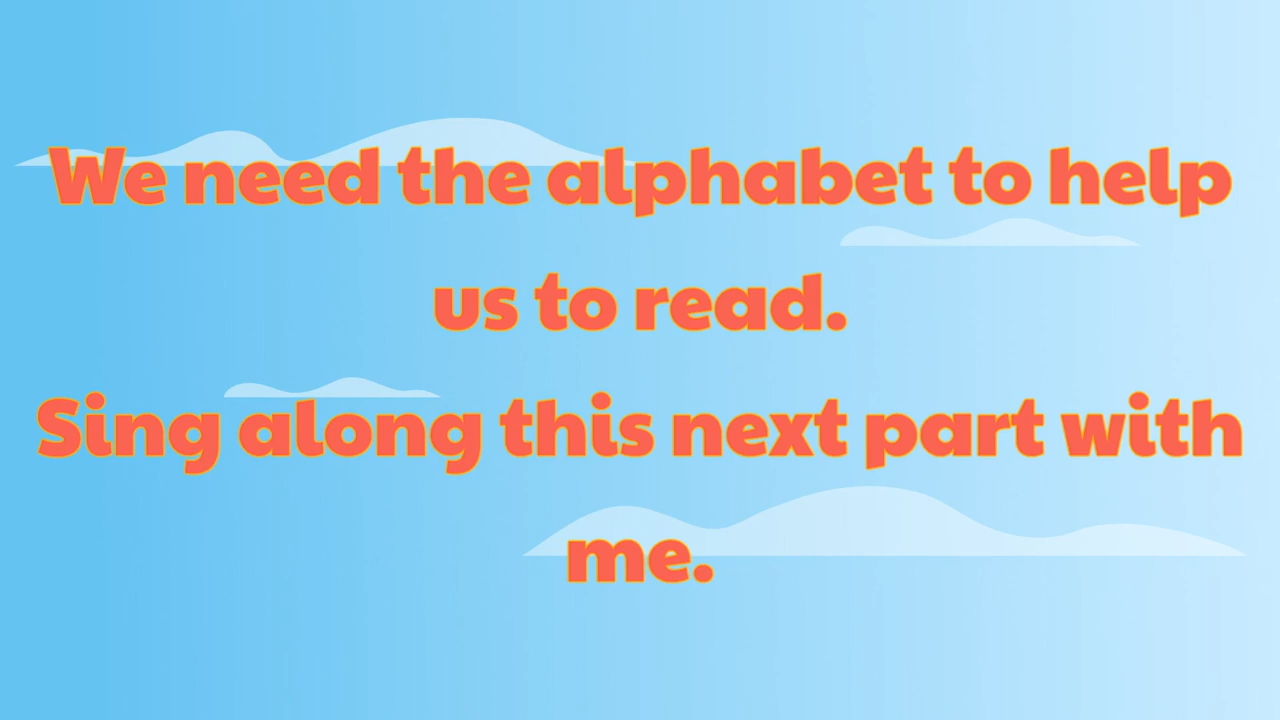 We need the alphabet to help
us to read.
Sing along this next part with
me.